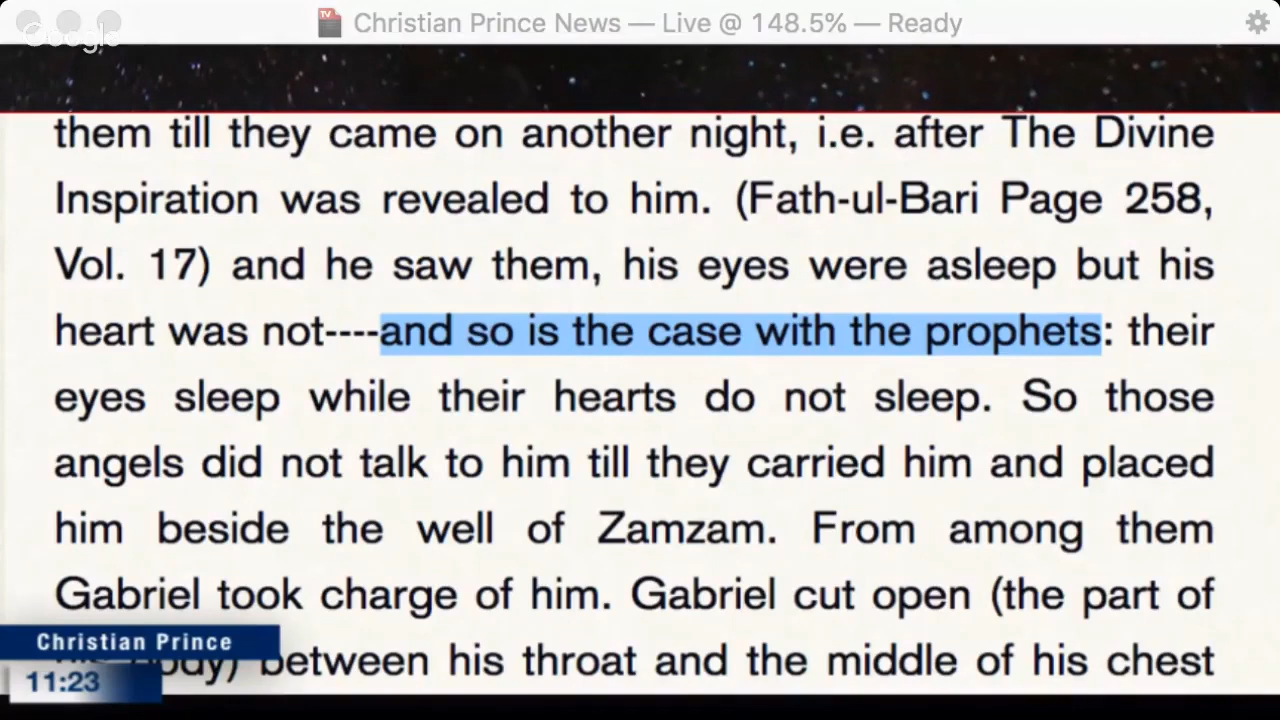 Christian Prince News — Live @ 148.5% — Ready
Google
them till they came on another night, i.e. after The Divine
Inspiration was revealed to him. (Fath-ul-Bari Page 258,
Vol. 17) and he saw them, his eyes were asleep but his
heart was not----and so is the case with the prophets: their
eyes sleep while their hearts do not sleep. So those
angels did not talk to him till they carried him and placed
him beside the well of Zamzam. From among them
Gabriel took charge of him. Gabriel cut open (the part of
his body) between his throat and the middle of his chest
Christian Prince
11:23